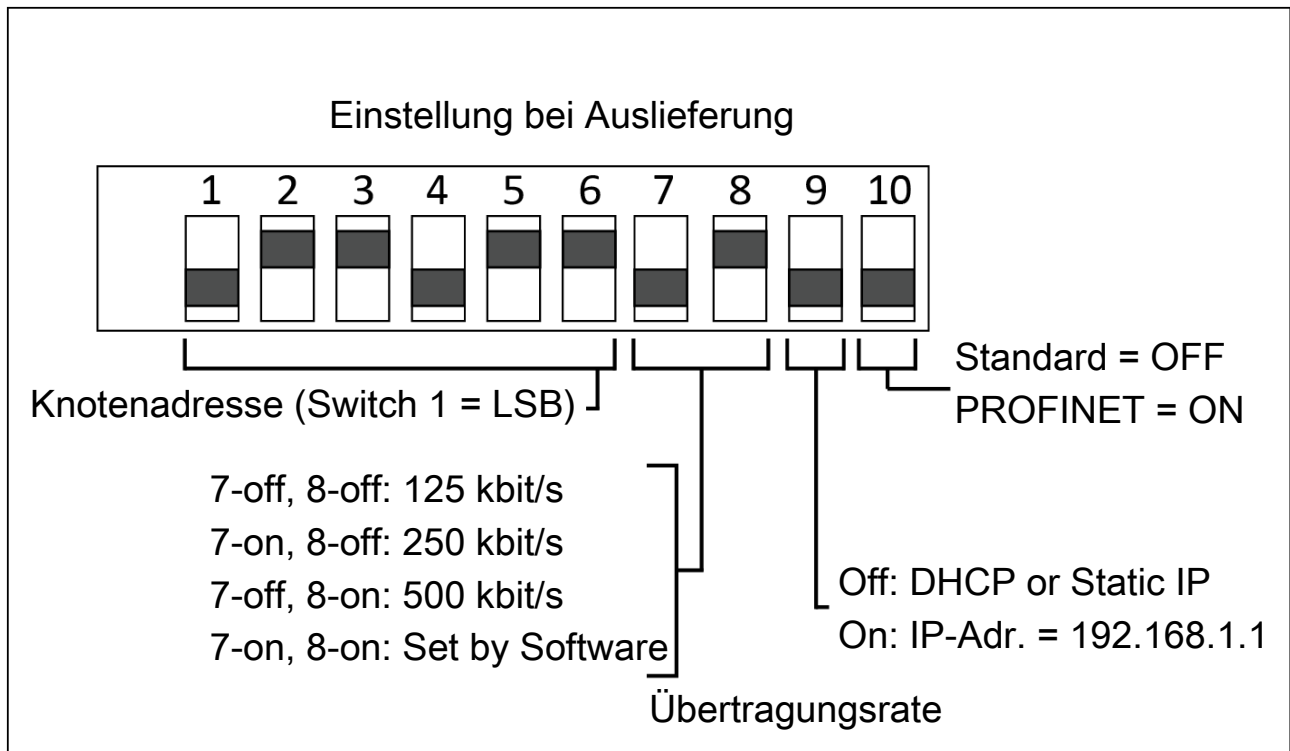 Einstellung bei Auslieferung
1 2 3 4 5 6 7 8 9 10
Knotenadresse (Switch 1 = LSB)
Standard = OFF
PROFINET = ON
7-off, 8-off: 125 kbit/s
7-on, 8-off: 250 kbit/s
7-off, 8-on: 500 kbit/s
7-on, 8-on: Set by Software
Übertragungsrate
Off: DHCP or Static IP
On: IP-Adr. = 192.168.1.1